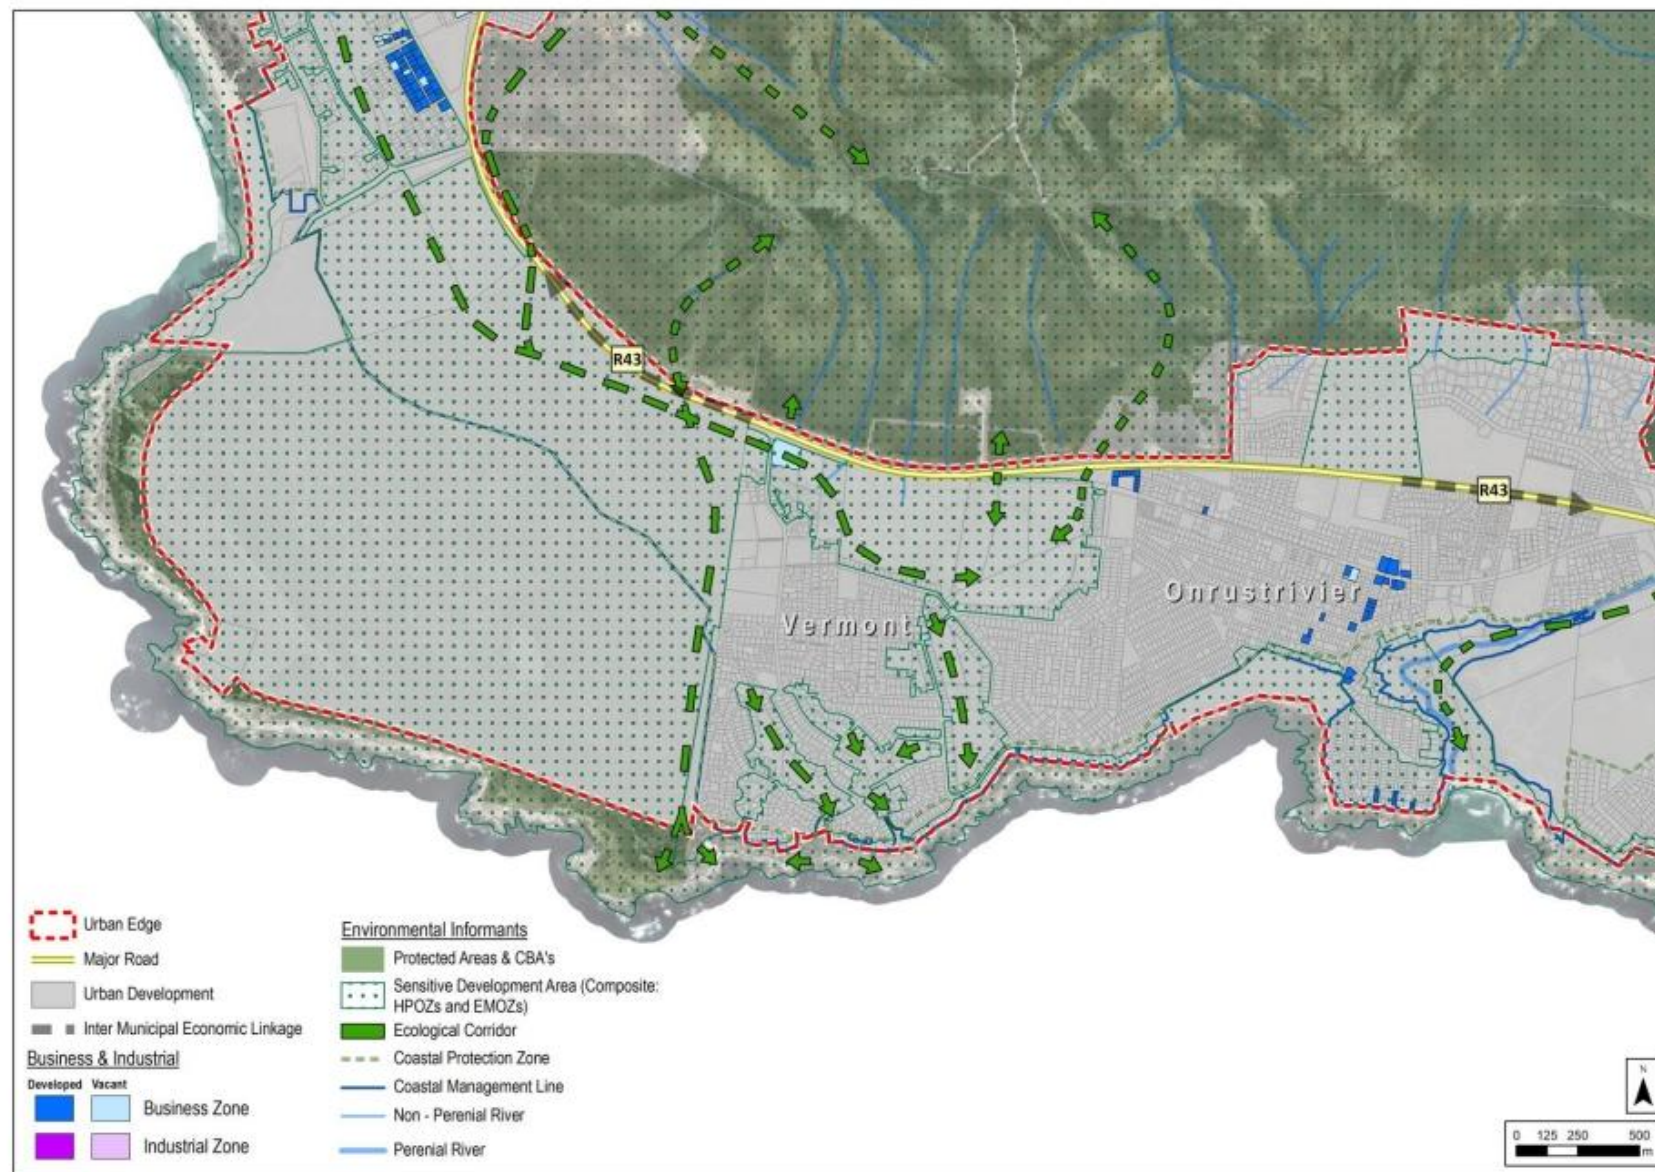 R43
R43
Onrustrivier
Vermont
Urban Edge
Major Road
Urban Development
Inter Municipal Economic Linkage
Business & Industrial
Developed Vacant
Business Zone
Industrial Zone
Environmental Informants
Protected Areas & CBA's
Sensitive Development Area (Composite:
HPOZs and EMOZs)
Ecological Corridor
Coastal Protection Zone
Coastal Management Line
Non - Perenial River
Perenial River
N
0 125 250 500
m